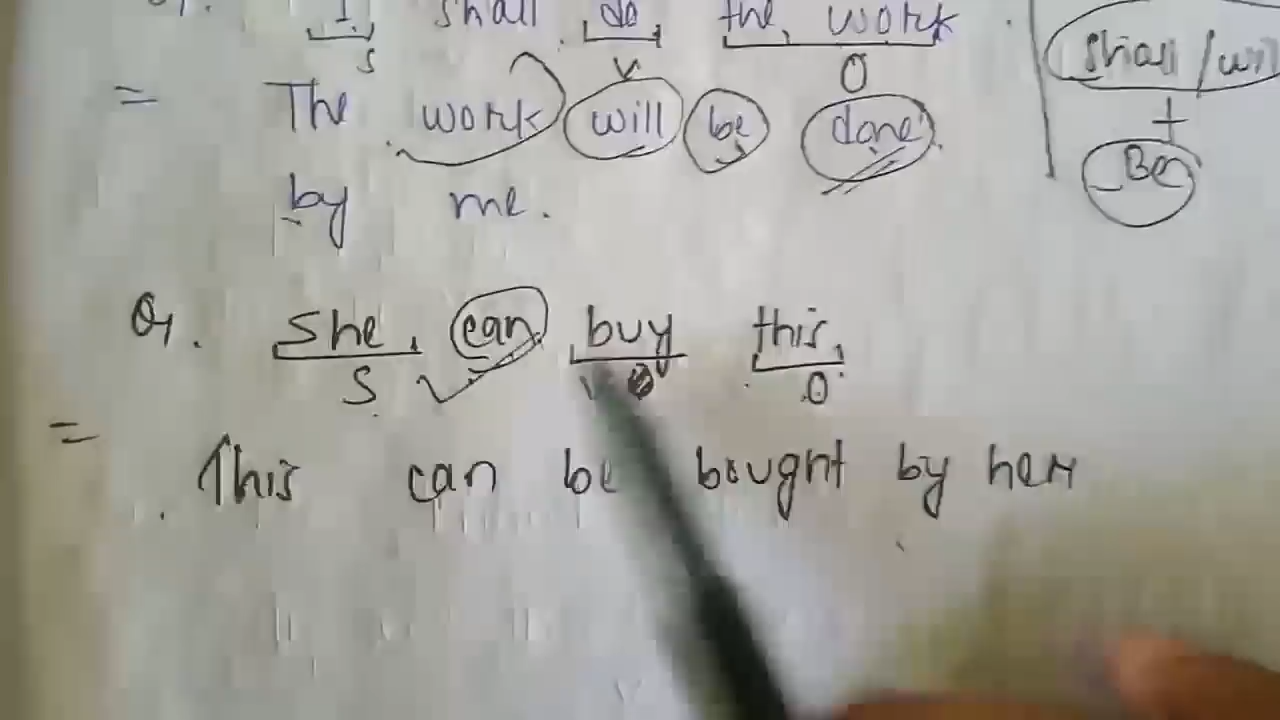 I shall do the work
S V O
= The work will be done.
by me.
shall /
+
Be
Q. She can buy this,
S O
= This can be bought by her